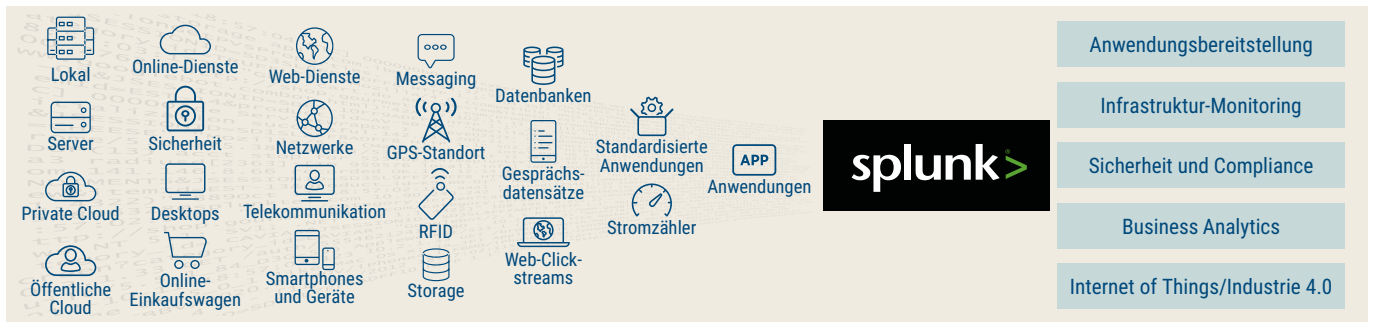 Lokal
Server
Private Cloud
Öffentliche
Cloud
Online-Dienste
Sicherheit
Desktops
Online-
Einkaufswagen
Web-Dienste
Netzwerke
Telekommunikation
Smartphones
und Geräte
Messaging
GPS-Standort
RFID
Storage
Datenbanken
Gesprächs-
datensätze
Web-Click-
streams
Standardisierte
Anwendungen
Stromzähler
APP
Anwendungen
splunk>
Anwendungsbereitstellung
Infrastruktur-Monitoring
Sicherheit und Compliance
Business Analytics
Internet of Things/Industrie 4.0